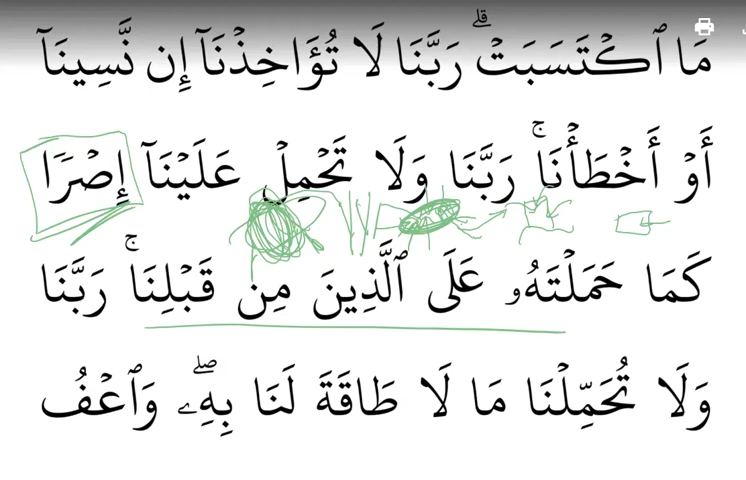 مَا ٱكْتَسَبَتْ ۗ رَبَّنَا لَا تُؤَاخِذْنَآ إِن نَّسِينَآ
أَوْ أَخْطَأْنَا ۚ رَبَّنَا وَلَا تَحْمِلْ عَلَيْنَآ إِصْرًا
كَمَا حَمَلْتَهُۥ عَلَى ٱلَّذِينَ مِن قَبْلِنَا ۚ رَبَّنَا
وَلَا تُحَمِّلْنَا مَا لَا طَاقَةَ لَنَا بِهِۦ ۖ وَٱعْفُ